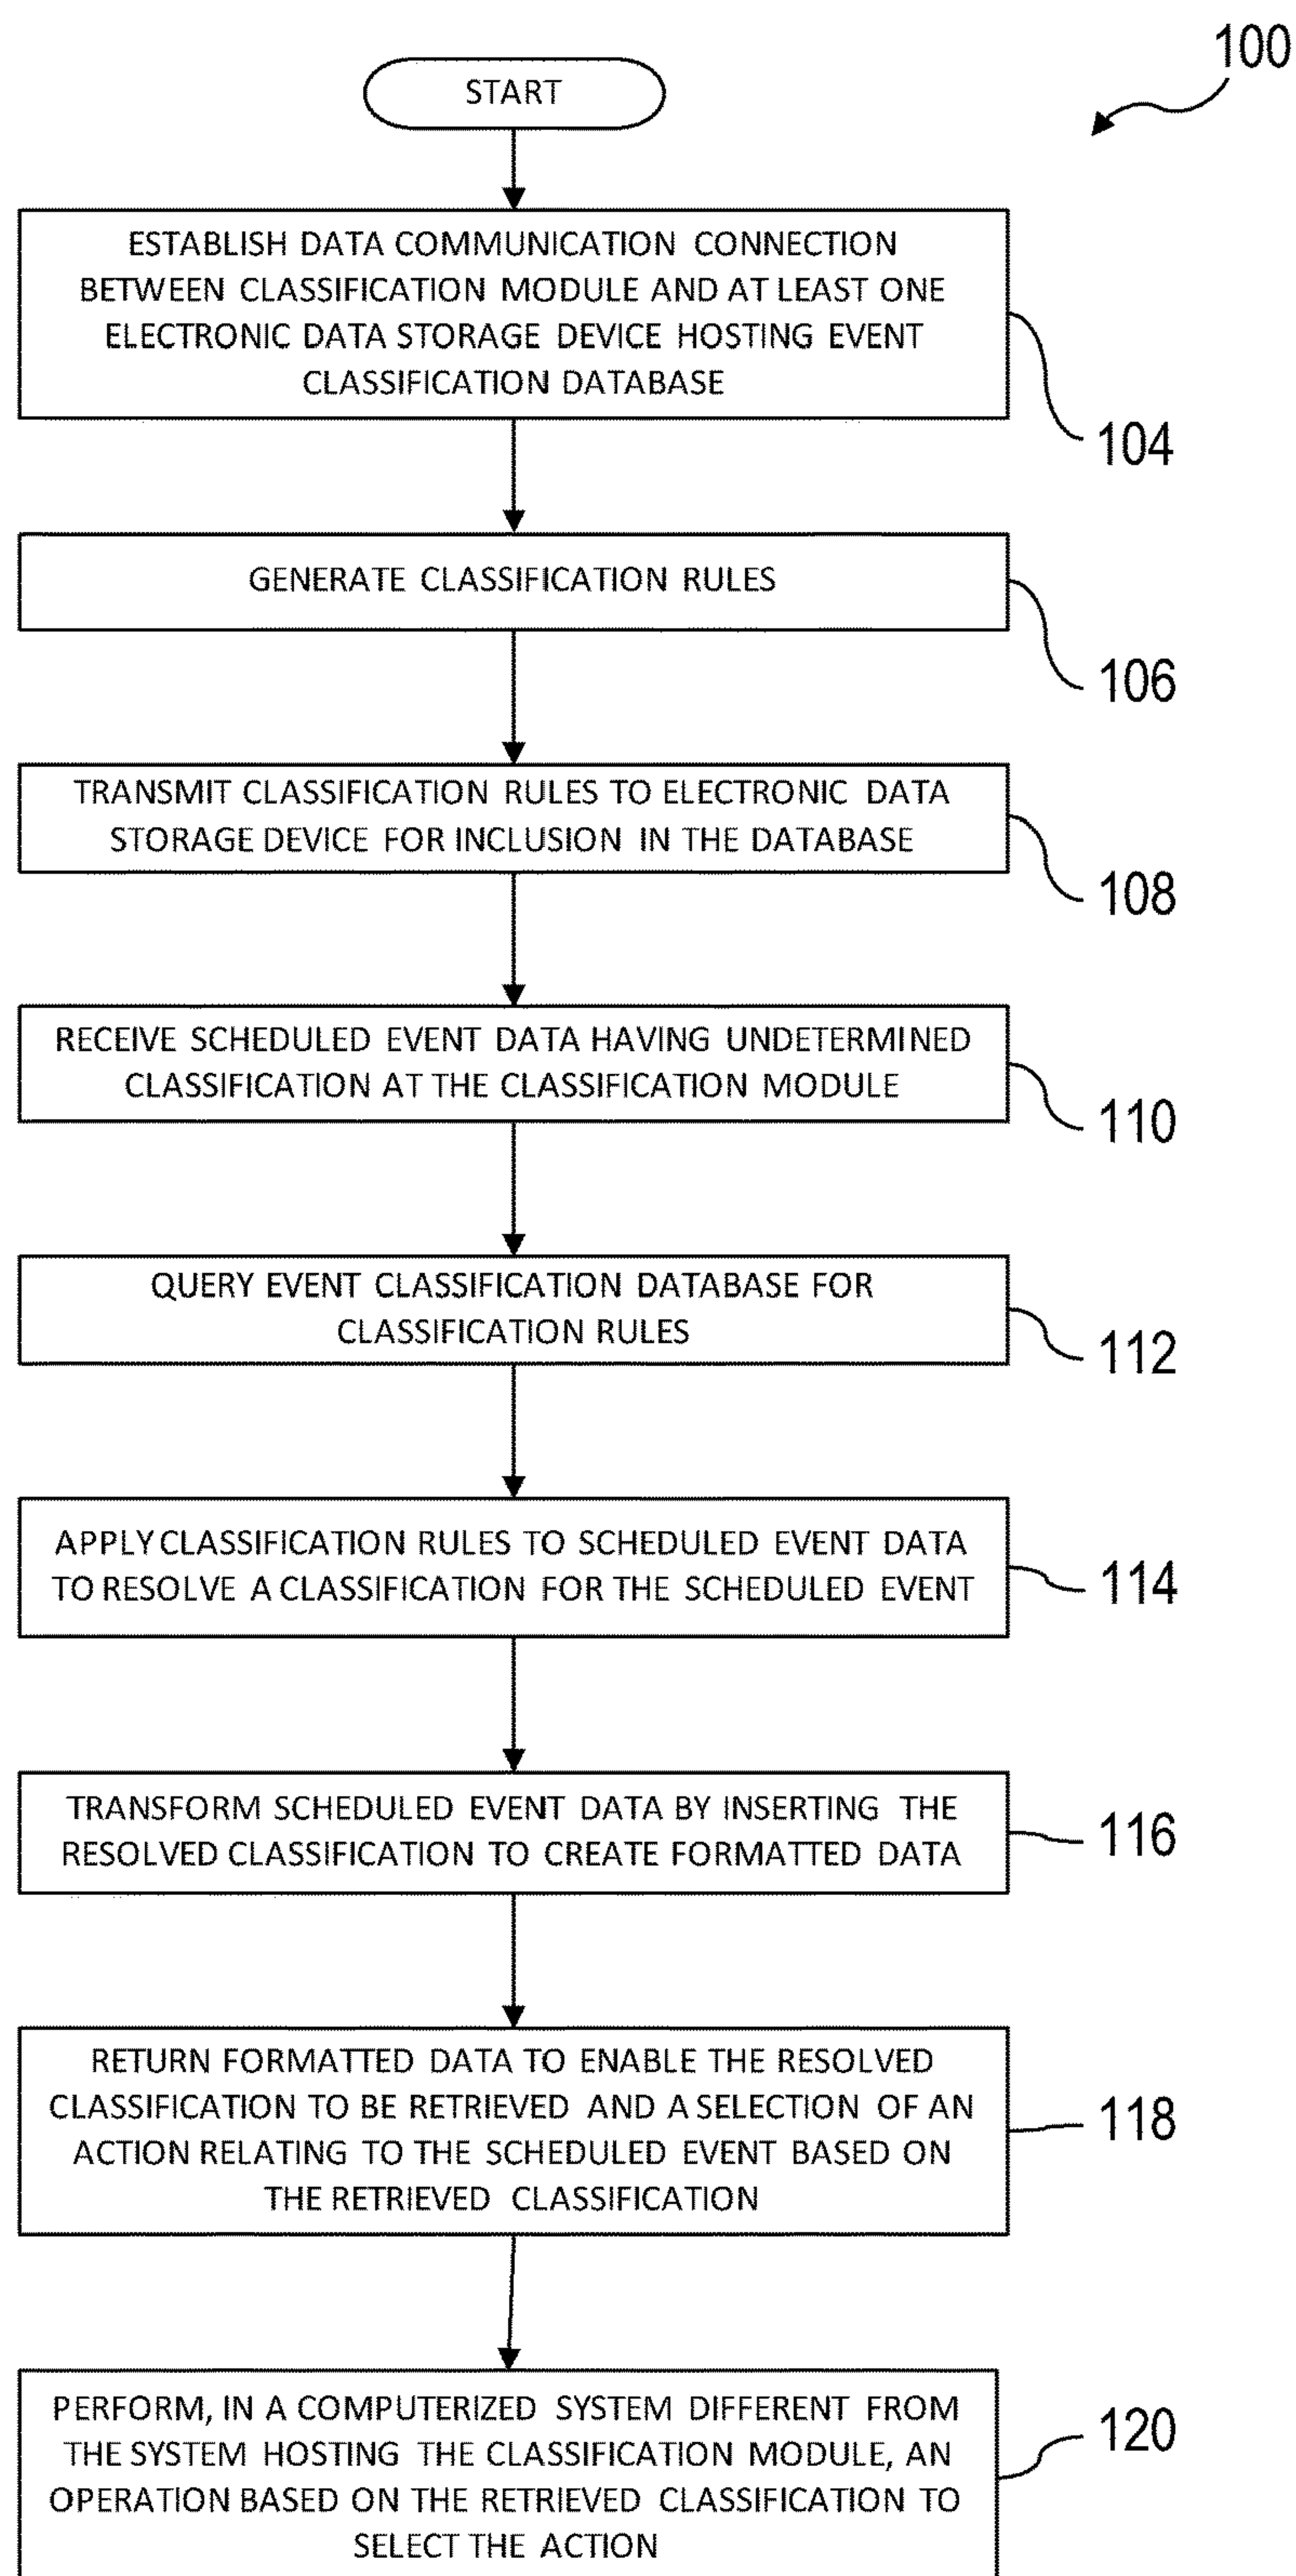 100
START
ESTABLISH DATA COMMUNICATION CONNECTION
BETWEEN CLASSIFICATION MODULE AND AT LEAST ONE
ELECTRONIC DATA STORAGE DEVICE HOSTING EVENT
CLASSIFICATION DATABASE
104
GENERATE CLASSIFICATION RULES
106
TRANSMIT CLASSIFICATION RULES TO ELECTRONIC DATA
STORAGE DEVICE FOR INCLUSION IN THE DATABASE
108
RECEIVE SCHEDULED EVENT DATA HAVING UNDETERMINED
CLASSIFICATION AT THE CLASSIFICATION MODULE
110
QUERY EVENT CLASSIFICATION DATABASE FOR
CLASSIFICATION RULES
112
APPLY CLASSIFICATION RULES TO SCHEDULED EVENT DATA
TO RESOLVE A CLASSIFICATION FOR THE SCHEDULED EVENT
114
TRANSFORM SCHEDULED EVENT DATA BY INSERTING THE
RESOLVED CLASSIFICATION TO CREATE FORMATTED DATA
116
RETURN FORMATTED DATA TO ENABLE THE RESOLVED
CLASSIFICATION TO BE RETRIEVED AND A SELECTION OF AN
ACTION RELATING TO THE SCHEDULED EVENT BASED ON
THE RETRIEVED CLASSIFICATION
118
PERFORM, IN A COMPUTERIZED SYSTEM DIFFERENT FROM
THE SYSTEM HOSTING THE CLASSIFICATION MODULE, AN
OPERATION BASED ON THE RETRIEVED CLASSIFICATION TO
SELECT THE ACTION
120